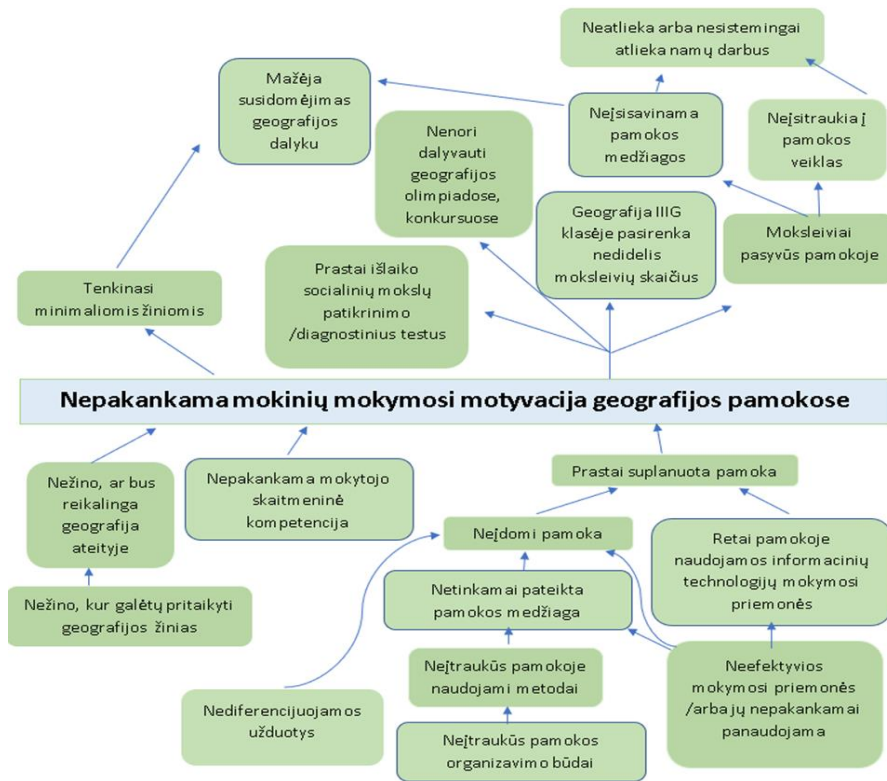 Neatlieka arba nesistemingai
atlieka namų darbus
Mažėja
susidomėjimas
geografijos
dalyku
Nenori
dalyvauti
geografijos
olimpiadose,
konkursuose
Neįsisavinama
pamokos
medžiagos
Neįsitraukia į
pamokos
veiklas
Geografija IIIG
klasėje pasirenka
nedidelis
moksleivių skaičius
Moksleiviai
pasyvūs pamokoje
Tenkinasi
minimaliomis žiniomis
Prastai išlaiko
socialinių mokslų
patikrinimo
/diagnostinius testus
Nepakankama mokinių mokymosi motyvacija geografijos pamokose
Nežino, ar bus
reikalinga
geografija
ateityje
Nepakankama mokytojo
skaitmeninė
kompetencija
Prastai suplanuota pamoka
Neįdomi pamoka
Retai pamokoje
naudojamos informacinių
technologijų mokymosi
priemonės
Nežino, kur galėtų pritaikyti
geografijos žinias
Netinkamai pateikta
pamokos medžiaga
Neįtraukūs pamokoje
naudojami metodai
Neefektyvios
mokymosi priemonės
/arba jų nepakankamai
panaudojama
Nediferencijuojamos
užduotys
Neįtraukūs pamokos
organizavimo būdai